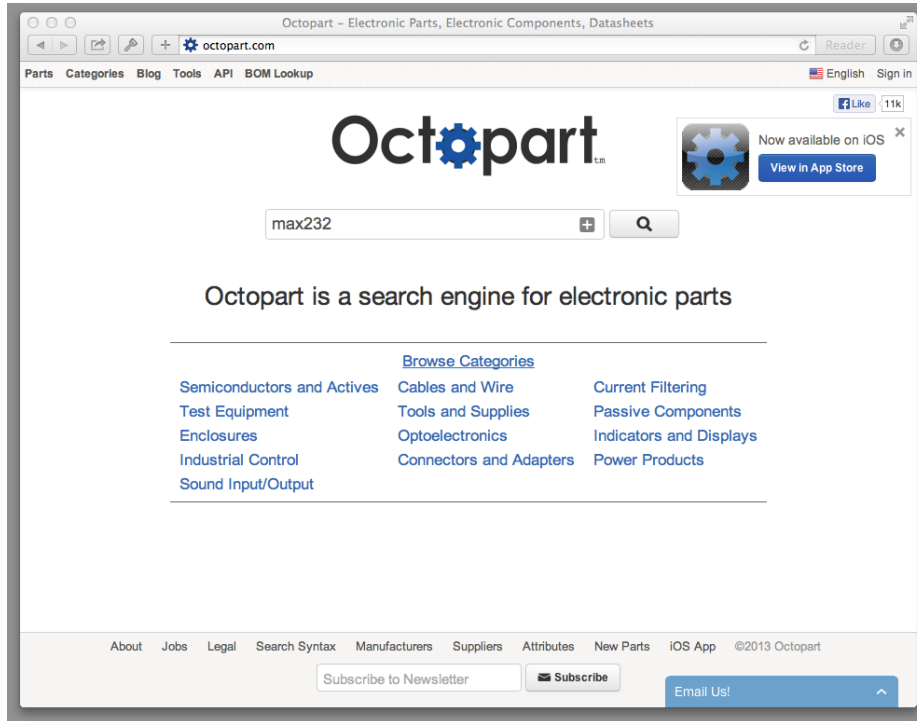 Octopart – Electronic Parts, Electronic Components, Datasheets
octopart.com
Reader
Parts Categories Blog Tools API BOM Lookup
English Sign in
Like 11k
Octopart
tm
Now available on iOS
View in App Store
max232
Octopart is a search engine for electronic parts
Browse Categories
Semiconductors and Actives Cables and Wire Current Filtering
Test Equipment Tools and Supplies Passive Components
Enclosures Optoelectronics Indicators and Displays
Industrial Control Connectors and Adapters Power Products
Sound Input/Output
About Jobs Legal Search Syntax Manufacturers Suppliers Attributes New Parts iOS App ©2013 Octopart
Subscribe to Newsletter Subscribe
Email Us!